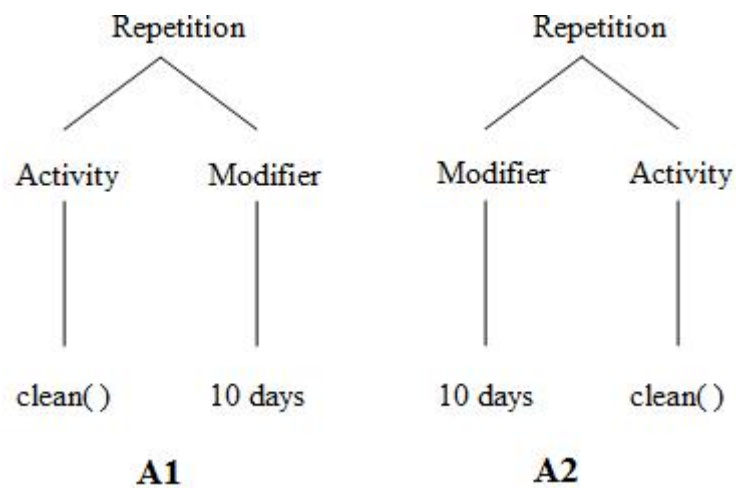 Repetition Repetition
Activity Modifier Modifier Activity
clean( ) 10 days 10 days clean( )
A1 A2